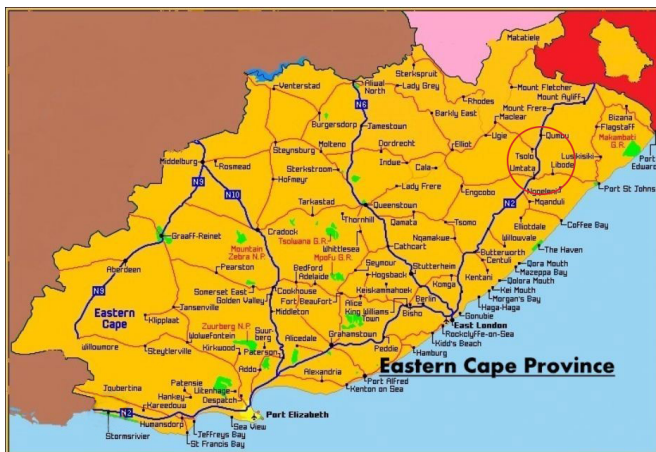 Matatiele
Sterkspruit
Aliwal
North
Lady Grey
Venterstad
N6
Mount Fletcher
Mount Ayliff
Rhodes
Mount Frere
Maclear
Bizana
Flagstaff
Makambati
G.R.
Burgersdorp
Jamestown
Barkly East
Ugie
Qumbu
Molteno
Dordrecht
Elliot
Tsolo
Lusikisiki
Port
Steynsburg
Middelburg
Rosmead
Sterkstroom
Indwe
Cala
Umtata
Libode
N9
N10
Hofmeyr
Lady Frere
Engcobo
Ngqeleni
Port St Johns
Mqanduli
N2
Tarkastad
Queenstown
Thornhill
Qamata
Tsomo
Elliotdale
Coffee Bay
Graaff-Reinet
Cradock
Tsolwana G.R.
Whittlesea
Nqamakwe
Willowvale
Mountain
Zebra N.P.
Mpofu G.R.
Cathcart
Butterworth
The Haven
Aberdeen
Pearston
Bedford
Seymour
Stutterheim
Centuli
Qora Mouth
Adelaide
Hogsback
Kentani
Mazeppa Bay
Somerset East
Cookhouse
Keiskammahoek
Komga
Qolora Mouth
Golden Valley
Fort Beaufort
Alice
Berlin
Kei Mouth
Morgan's Bay
N9
Jansenville
Middleton
King Williams
Town
Bisho
Haga-Haga
Eastern
Cape
Klipplaat
Gonubie
Zuurberg N.P.
Suur-
berg
Grahamstown
East London
Wolwefontein
Rockclyffe-on-Sea
Willowmore
Steytlerville
Kirkwood
Paterson
Alicedale
Peddie
Kidd's Beach
Hamburg
Addo
Alexandria
Port Alfred
Eastern Cape Province
Joubertina
Patensie
Uitenhage
Kenton on Sea
Hankey
Despatch
Kareedouw
N2
Port Elizabeth
Humansdorp
Sea View
Stormsrivier
Jeffreys Bay
St Francis Bay